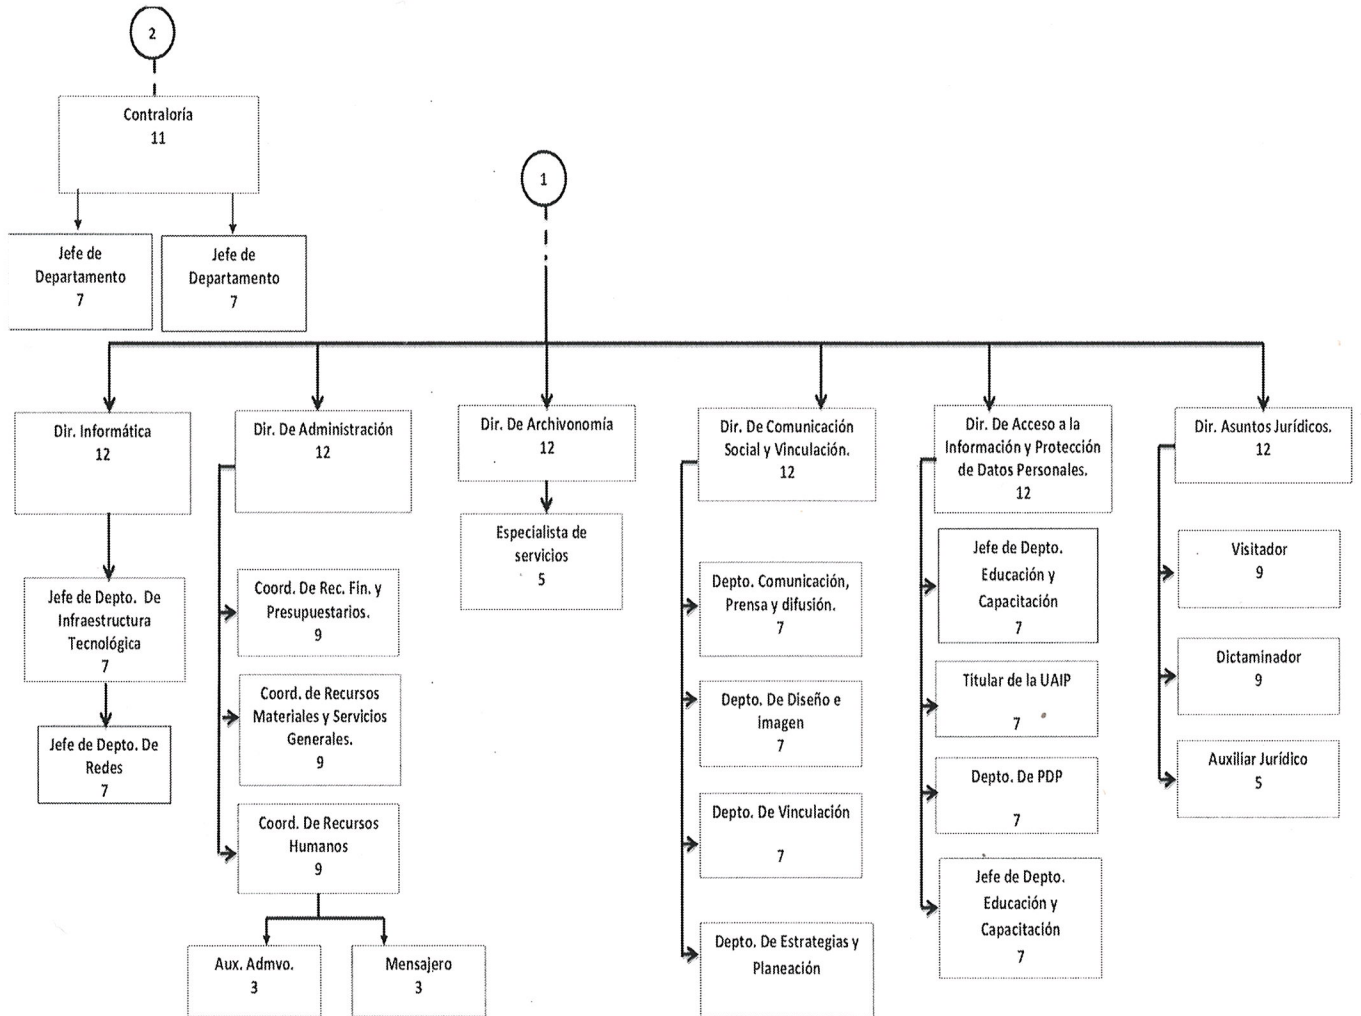 2
Contraloría
11
1
Jefe de
Departamento
7
Jefe de
Departamento
7
Dir. Informática
12
Jefe de Depto. De
Infraestructura
Tecnológica
7
Jefe de Depto. De
Redes
7
Dir. De Administración
12
Coord. De Rec. Fin. y
Presupuestarios.
9
Coord. de Recursos
Materiales y Servicios
Generales.
9
Coord. De Recursos
Humanos
9
Aux. Admvo.
3
Mensajero
3
Dir. De Archivonomía
12
Especialista de
servicios
5
Dir. De Comunicación
Social y Vinculación.
12
Depto. Comunicación,
Prensa y difusión.
7
Depto. De Diseño e
imagen
7
Depto. De Vinculación
7
Depto. De Estrategias y
Planeación
Dir. De Acceso a la
Información y Protección
de Datos Personales.
12
Jefe de Depto.
Educación y
Capacitación
7
Titular de la UAIP
7
Depto. De PDP
7
Jefe de Depto.
Educación y
Capacitación
7
Dir. Asuntos Jurídicos.
12
Visitador
9
Dictaminador
9
Auxiliar Jurídico
5